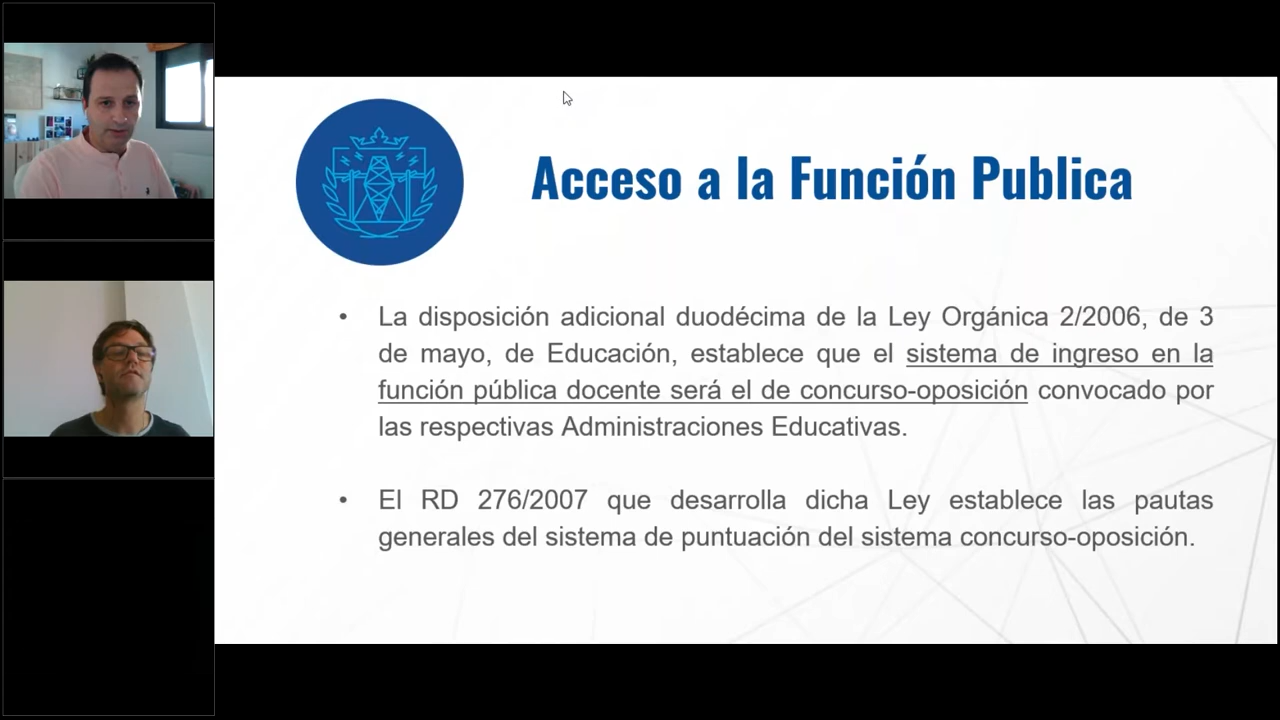 Acceso a la Función Publica
• La disposición adicional duodécima de la Ley Orgánica 2/2006, de 3
de mayo, de Educación, establece que el sistema de ingreso en la
función pública docente será el de concurso-oposición convocado por
las respectivas Administraciones Educativas.
• El RD 276/2007 que desarrolla dicha Ley establece las pautas
generales del sistema de puntuación del sistema concurso-oposición.